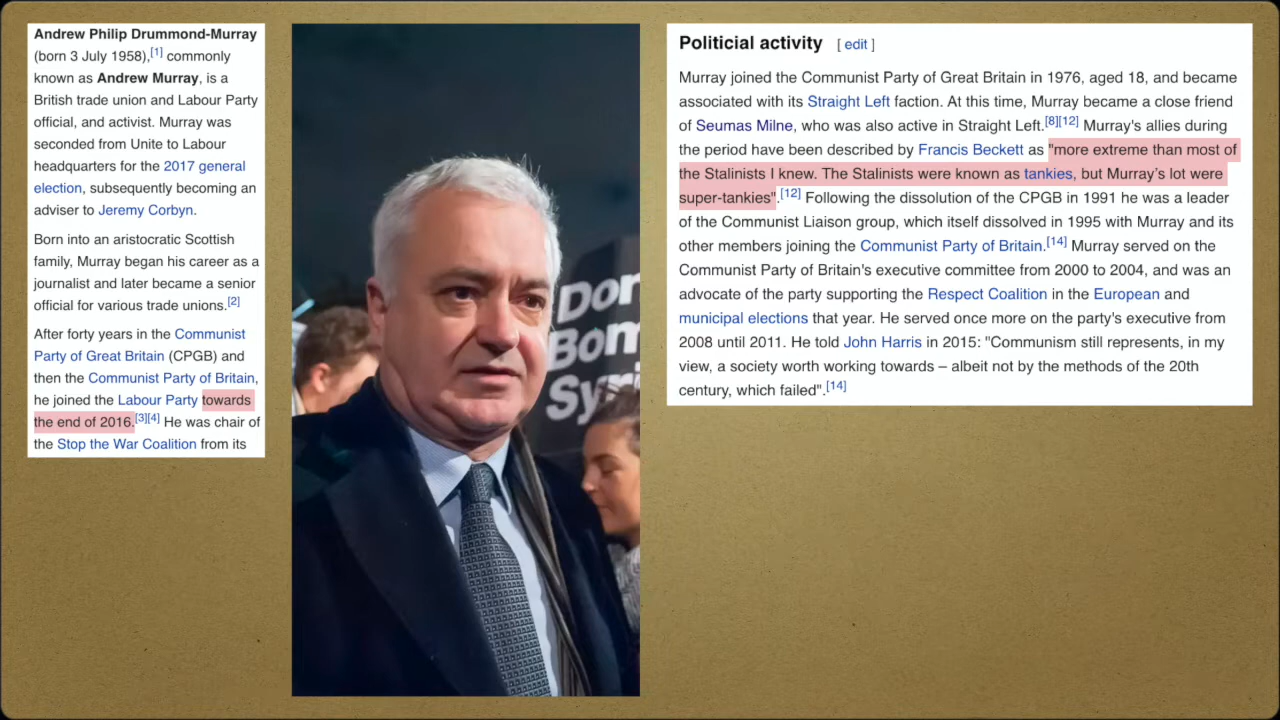 Andrew Philip Drummond-Murray
(born 3 July 1958),[1] commonly
known as Andrew Murray, is a
British trade union and Labour Party
official, and activist. Murray was
seconded from Unite to Labour
headquarters for the 2017 general
election, subsequently becoming an
adviser to Jeremy Corbyn.
Born into an aristocratic Scottish
family, Murray began his career as a
journalist and later became a senior
official for various trade unions.[2]
After forty years in the Communist
Party of Great Britain (CPGB) and
then the Communist Party of Britain,
he joined the Labour Party towards
the end of 2016.[3][4] He was chair of
the Stop the War Coalition from its
Don
Bom
Syri
Politicial activity [ edit ]
Murray joined the Communist Party of Great Britain in 1976, aged 18, and became
associated with its Straight Left faction. At this time, Murray became a close friend
of Seumas Milne, who was also active in Straight Left.[8][12] Murray's allies during
the period have been described by Francis Beckett as "more extreme than most of
the Stalinists I knew. The Stalinists were known as tankies, but Murray's lot were
super-tankies".[12] Following the dissolution of the CPGB in 1991 he was a leader
of the Communist Liaison group, which itself dissolved in 1995 with Murray and its
other members joining the Communist Party of Britain.[14] Murray served on the
Communist Party of Britain's executive committee from 2000 to 2004, and was an
advocate of the party supporting the Respect Coalition in the European and
municipal elections that year. He served once more on the party's executive from
2008 until 2011. He told John Harris in 2015: "Communism still represents, in my
view, a society worth working towards – albeit not by the methods of the 20th
century, which failed".[14]